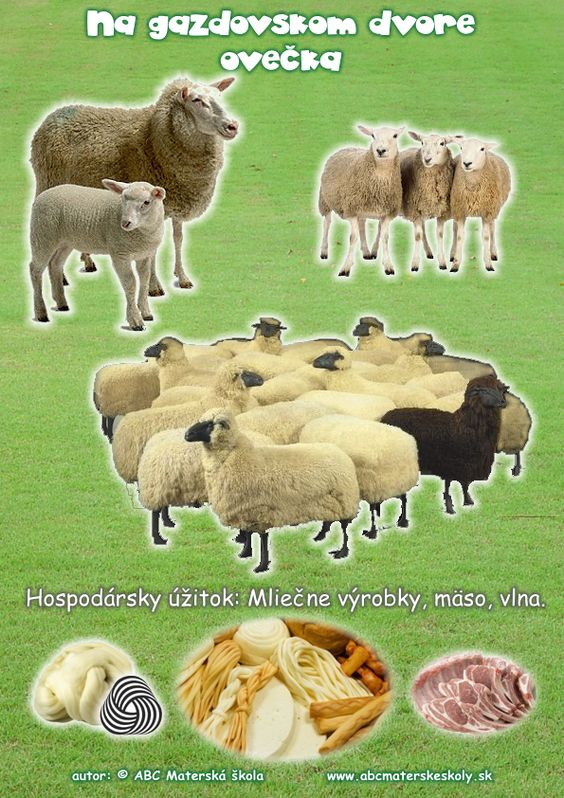 Na gazdovskom dvore
ovečka
Hospodársky úžitok: Mliečne výrobky, mäso, vlna.
autor: © ABC Materská škola
www.abcmaterskeskoly.sk